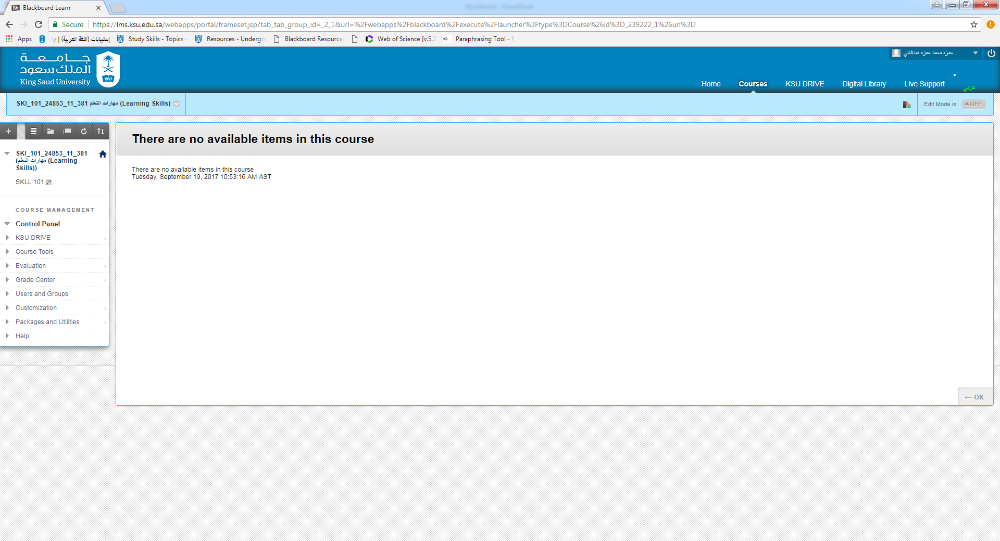 Blackboard Learn
Secure
https://lms.ksu.edu.sa/webapps/portal/frameset.jsp?tab_tab_group_id=_2_1&url=%2Fwebapps%2Fblackboard%2Fexecute%2Flauncher%3Ftype%3DCourse%26id%3D_239222_1%26url%3D
Apps
ty | إستبيانات (اللغة العربية)
Study Skills - Topics -
Resources - Undergra
Blackboard Resource
Web of Science [v.5.2
Paraphrasing Tool - F
حمزه محمد حمزه عبدالغني .
جامعة
الملك سعود
King Saud University
1957
Home
Courses
KSU DRIVE
Digital Library
Live Support
عربي
SKI_101_24853_11_381 مهارات التعلم (Learning Skills)
Edit Mode is:
OFF
There are no available items in this course
SKI_101_24853_11_381
(مهارات التعلم (Learning
Skills))
SKLL 101
COURSE MANAGEMENT
Control Panel
KSU DRIVE
Course Tools
Evaluation
Grade Center
Users and Groups
Customization
Packages and Utilities
Help
There are no available items in this course
Tuesday, September 19, 2017 10:53:16 AM AST
← OK